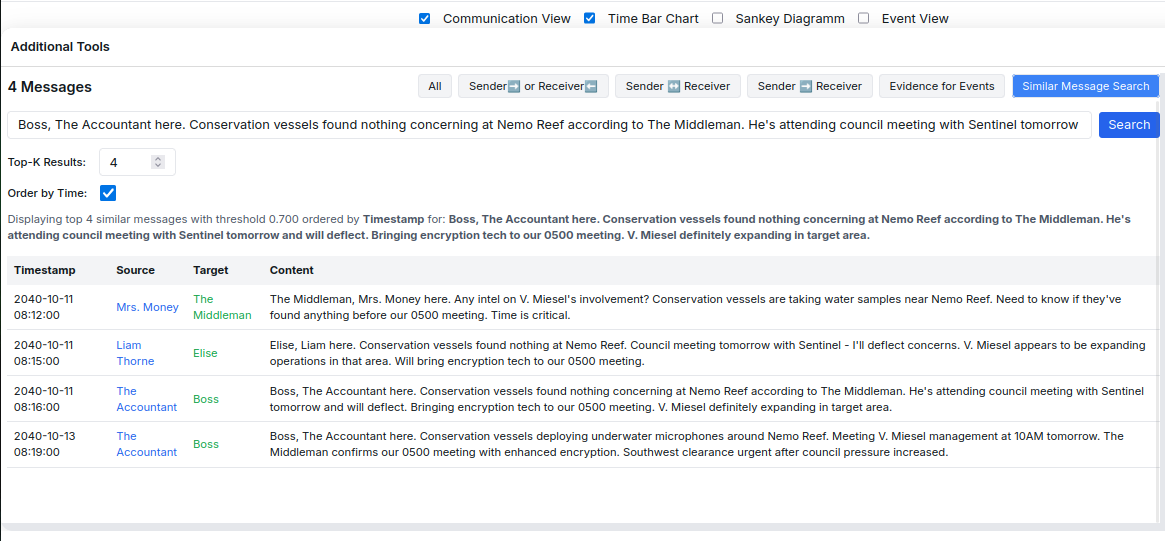 Communication View Time Bar Chart Sankey Diagramm Event View
Additional Tools
4 Messages All Sender➡️ or Receiver⬅️ Sender ↔️ Receiver Sender ➡️ Receiver Evidence for Events Similar Message Search
Boss, The Accountant here. Conservation vessels found nothing concerning at Nemo Reef according to The Middleman. He's attending council meeting with Sentinel tomorrow Search
Top-K Results: 4
Order by Time:
Displaying top 4 similar messages with threshold 0.700 ordered by Timestamp for: Boss, The Accountant here. Conservation vessels found nothing concerning at Nemo Reef according to The Middleman. He's
attending council meeting with Sentinel tomorrow and will deflect. Bringing encryption tech to our 0500 meeting. V. Miesel definitely expanding in target area.
Timestamp Source Target Content
2040-10-11 08:12:00 Mrs. Money The Middleman The Middleman, Mrs. Money here. Any intel on V. Miesel's involvement? Conservation vessels are taking water samples near Nemo Reef. Need to know if they've
found anything before our 0500 meeting. Time is critical.
2040-10-11 08:15:00 Liam Thorne Elise Elise, Liam here. Conservation vessels found nothing at Nemo Reef. Council meeting tomorrow with Sentinel - I'll deflect concerns. V. Miesel appears to be expanding
operations in that area. Will bring encryption tech to our 0500 meeting.
2040-10-11 08:16:00 The Accountant Boss Boss, The Accountant here. Conservation vessels found nothing concerning at Nemo Reef according to The Middleman. He's attending council meeting with Sentinel
tomorrow and will deflect. Bringing encryption tech to our 0500 meeting. V. Miesel definitely expanding in target area.
2040-10-13 08:19:00 The Accountant Boss Boss, The Accountant here. Conservation vessels deploying underwater microphones around Nemo Reef. Meeting V. Miesel management at 10AM tomorrow. The
Middleman confirms our 0500 meeting with enhanced encryption. Southwest clearance urgent after council pressure increased.